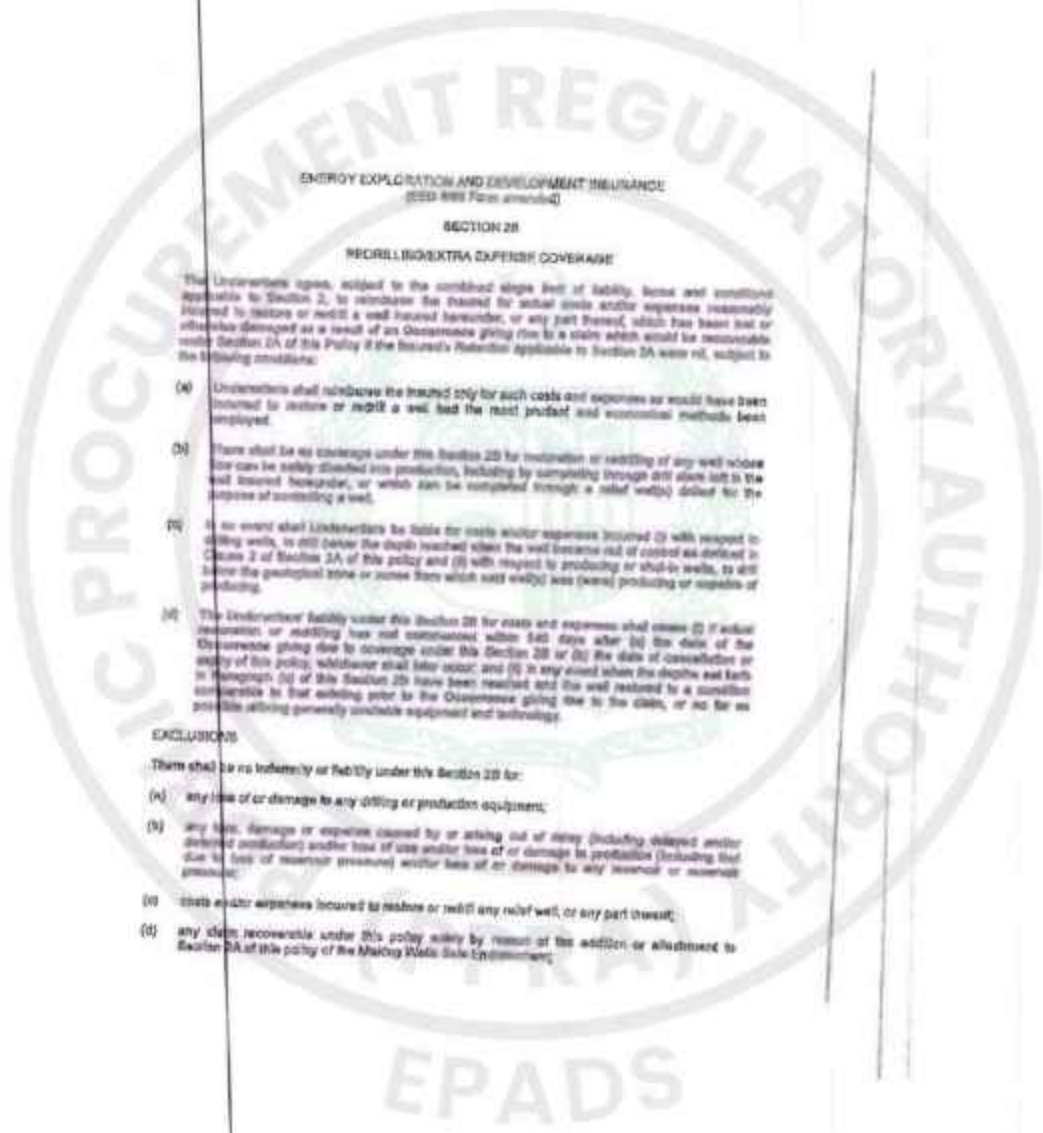 ENERGY EXPLORATION AND DEVELOPMENT INSURANCE
(EED Form amended)
SECTION 2B
REDRILLING/EXTRA EXPENSE COVERAGE
The Underwriters agree, subject to the combined single limit of liability, terms and conditions
applicable to Section 2, to reimburse the Insured for actual costs and/or expenses reasonably
incurred to restore or redrill a well insured hereunder, or any part thereof, which has been lost or
otherwise damaged as a result of an Occurrence giving rise to a claim which would be recoverable
under Section 2A of this Policy if the Insured's Retention applicable to Section 2A were nil, subject to
the following conditions:
(a) Underwriters shall reimburse the Insured only for such costs and expenses as would have been
incurred to restore or redrill a well had the most prudent and economical methods been
employed.
(b) There shall be no coverage under this Section 2B for restoration or redrilling of any well whose
flow can be safely diverted into production, including by completing through drill stem left in the
well insured hereunder, or which can be completed through a relief well(s) drilled for the
purpose of controlling a well.
In no event shall Underwriters be liable for costs and/or expenses incurred (i) with respect to
drilling wells, to drill below the depth reached when the well became out of control as defined in
Clause 2 of Section 2A of this policy and (ii) with respect to producing or shut-in wells, to drill
below the geological zone or zones from which said well(s) was (were) producing or capable of
producing.
(d) The Underwriters' liability under this Section 2B for costs and expenses shall cease (i) if actual
restoration or redrilling has not commenced within 540 days after (a) the date of the
Occurrence giving rise to coverage under this Section 2B or (b) the date of cancellation or
expiry of this policy, whichever shall later occur; and (ii) in any event when the depths set forth
in Paragraph (c) of this Section 2B have been reached and the well restored to a condition
comparable to that existing prior to the Occurrence giving rise to the claim, or so far as
possible utilising generally available equipment and technology.
EXCLUSIONS
There shall be no indemnity or liability under this Section 2B for:
(a) any loss of or damage to any drilling or production equipment;
(b) any loss, damage or expense caused by or arising out of delay (including delayed and/or
deferred production) and/or loss of use and/or loss of or damage to production (including that
due to loss of reservoir pressure) and/or loss of or damage to any reservoir or reservoir
pressure;
(c) costs and/or expenses incurred to restore or redrill any relief well, or any part thereof;
(d) any claim recoverable under this policy solely by reason of the addition or attachment to
Section 2A of this policy of the Making Wells Safe Endorsement;
PROCUREMENT REGULATORY AUTHORITY
EPADS